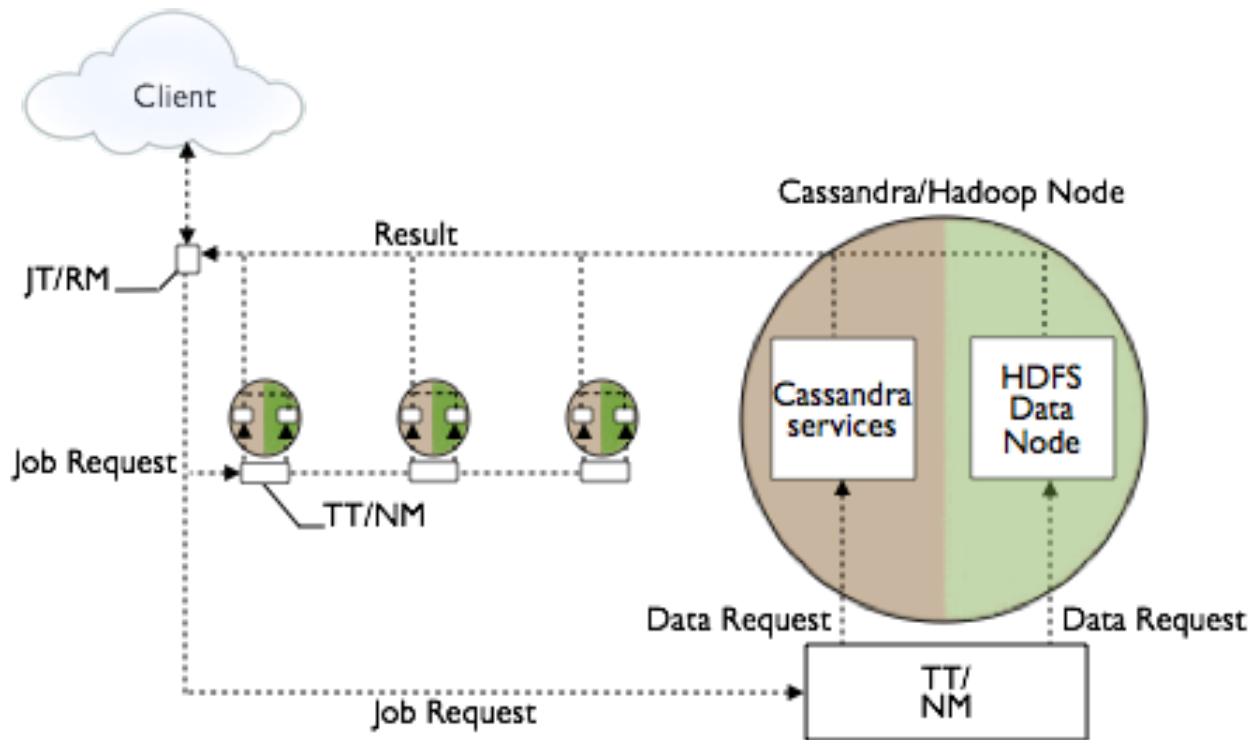 Client
Cassandra/Hadoop Node
Result
JT/RM
Cassandra
services
HDFS
Data
Node
Job Request
TT/NM
Data Request
Data Request
TT/
NM
Job Request